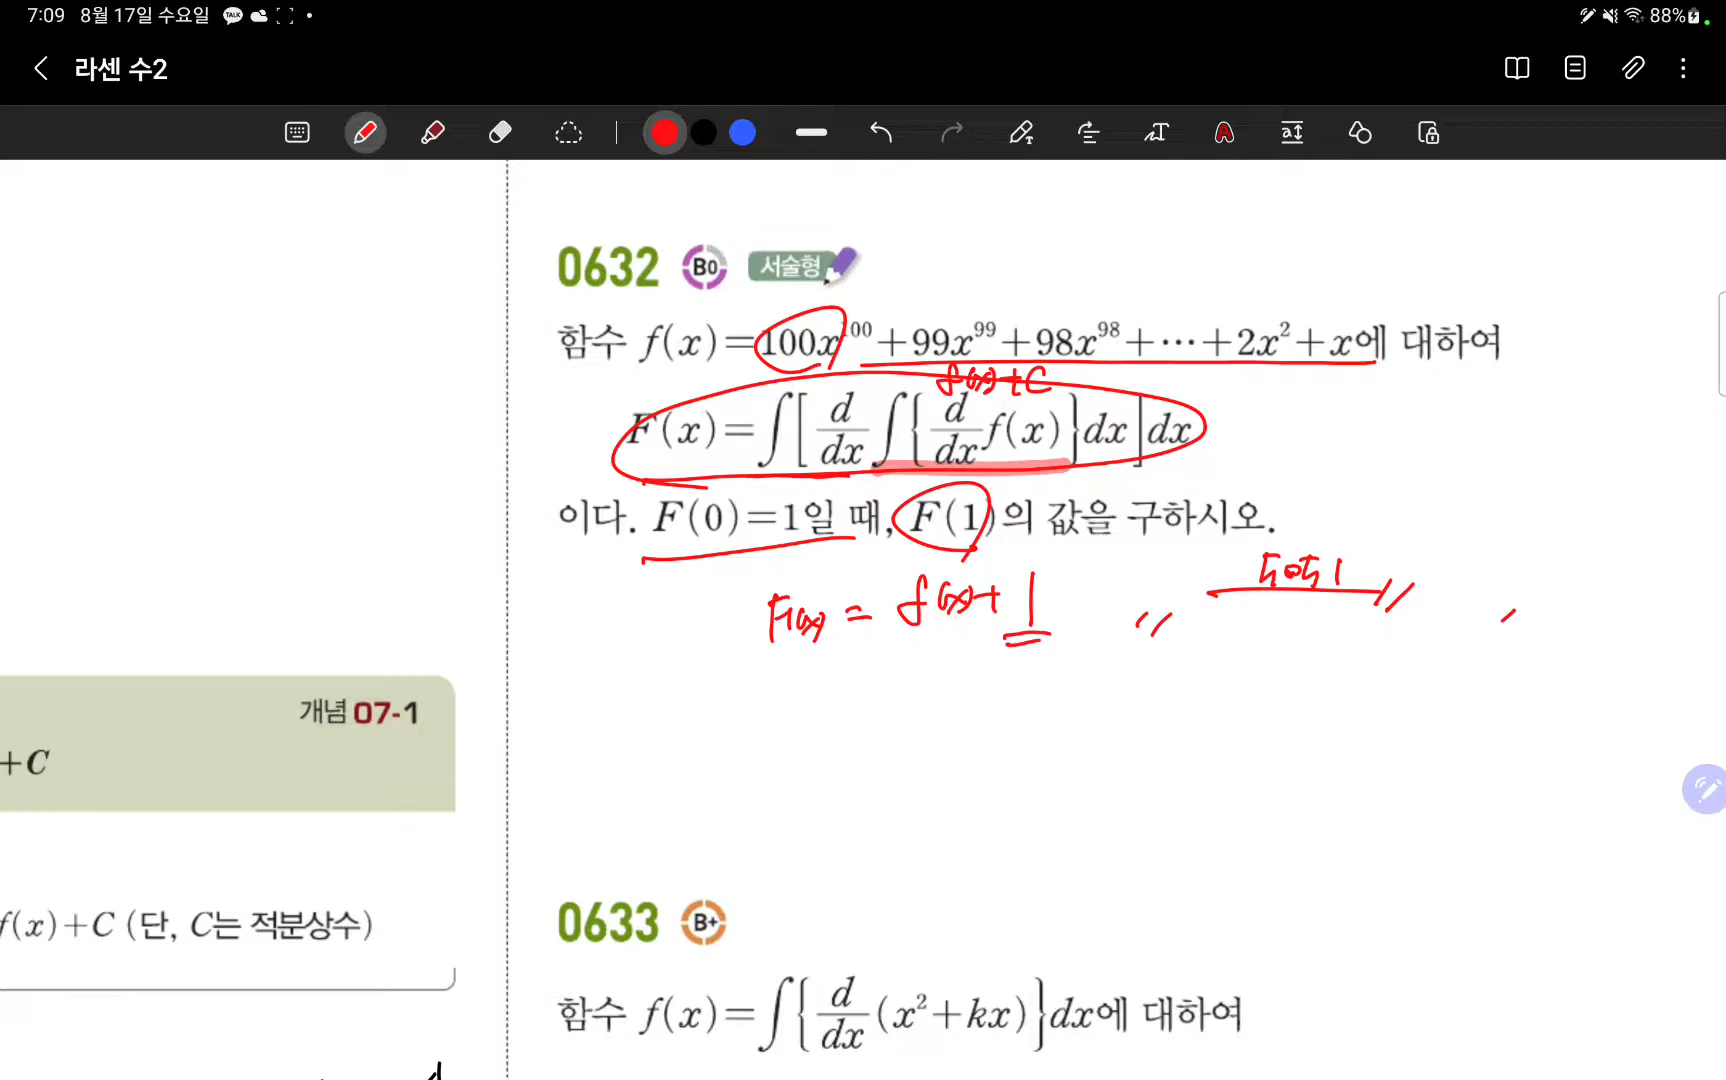 7:09 8월 17일 수요일 TALK 88%
라센 수2
0632 B0 서술형
함수 f(x)=100x^100+99x^99+98x^98+⋯+2x^2+x에 대하여
f(x)+C
F(x)=∫[d/dx∫{d/dx f(x)}dx]dx
이다. F(0)=1일 때, F(1)의 값을 구하시오.
5051
F(x) = f(x)+1
개념 07-1
+C
f(x)+C (단, C는 적분상수)
0633 B+
함수 f(x)=∫{d/dx(x^2+kx)}dx에 대하여
d